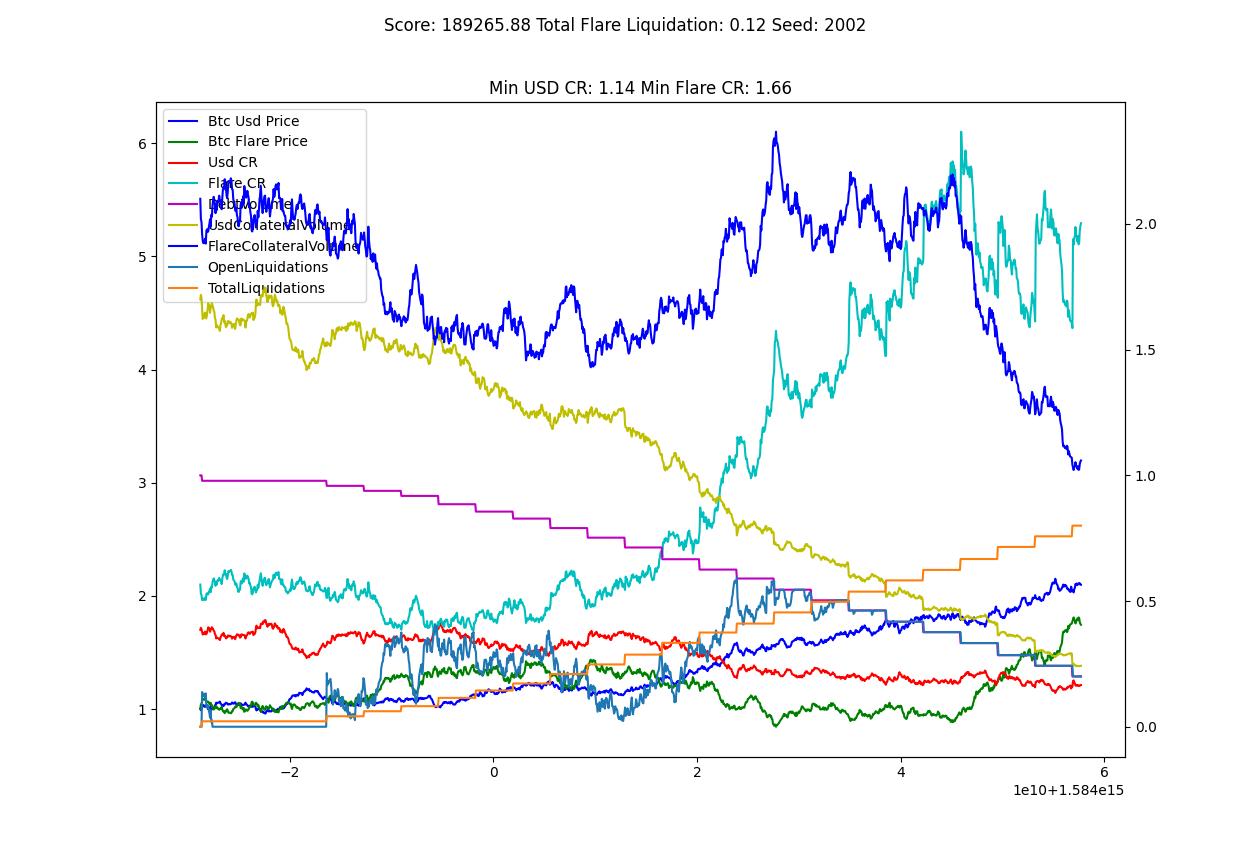 Score: 189265.88 Total Flare Liquidation: 0.12 Seed: 2002
Min USD CR: 1.14 Min Flare CR: 1.66
Btc Usd Price
Btc Flare Price
Usd CR
Flare CR
DebtVolume
UsdCollateralVolume
FlareCollateralVolume
OpenLiquidations
TotalLiquidations
6
5
4
3
2
1
2.0
1.5
1.0
0.5
0.0
−2
0
2
4
6
1e10+1.584e15